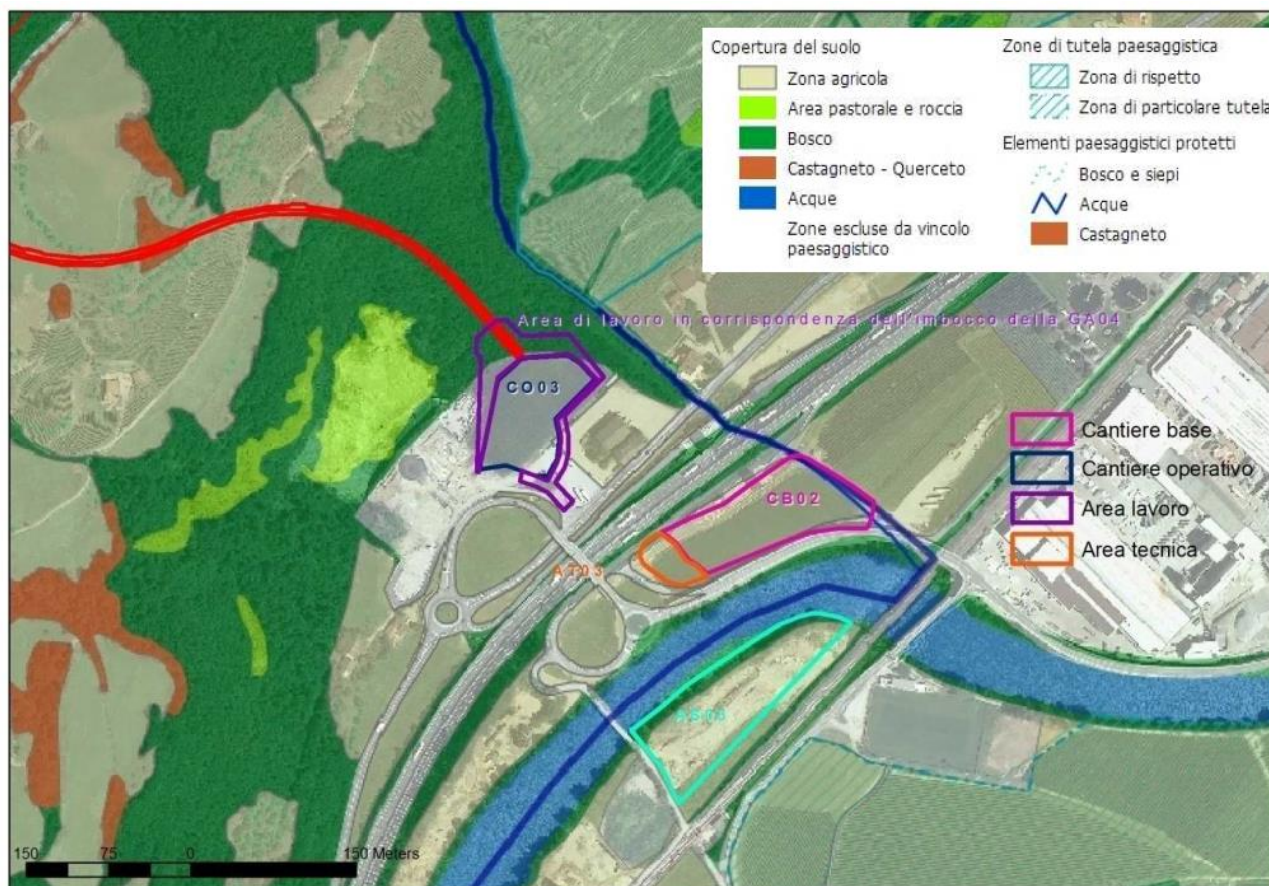 Copertura del suolo
Zona agricola
Area pastorale e roccia
Bosco
Castagneto - Querceto
Acque
Zone escluse da vincolo
paesaggistico
Zone di tutela paesaggistica
Zona di rispetto
Zona di particolare tutela
Elementi paesaggistici protetti
Bosco e siepi
Acque
Castagneto
Area di lavoro in corrispondenza dell'imbocco della GA04
CO03
Cantiere base
Cantiere operativo
Area lavoro
Area tecnica
CB02
AT03
150 75 0 150 Meters